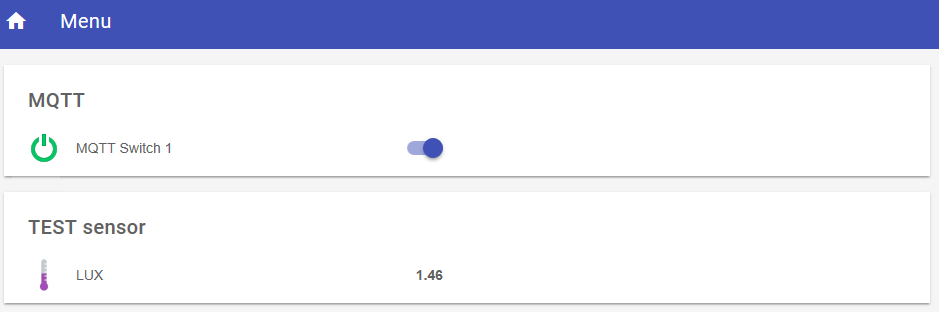 Menu
MQTT
MQTT Switch 1
TEST sensor
LUX 1.46